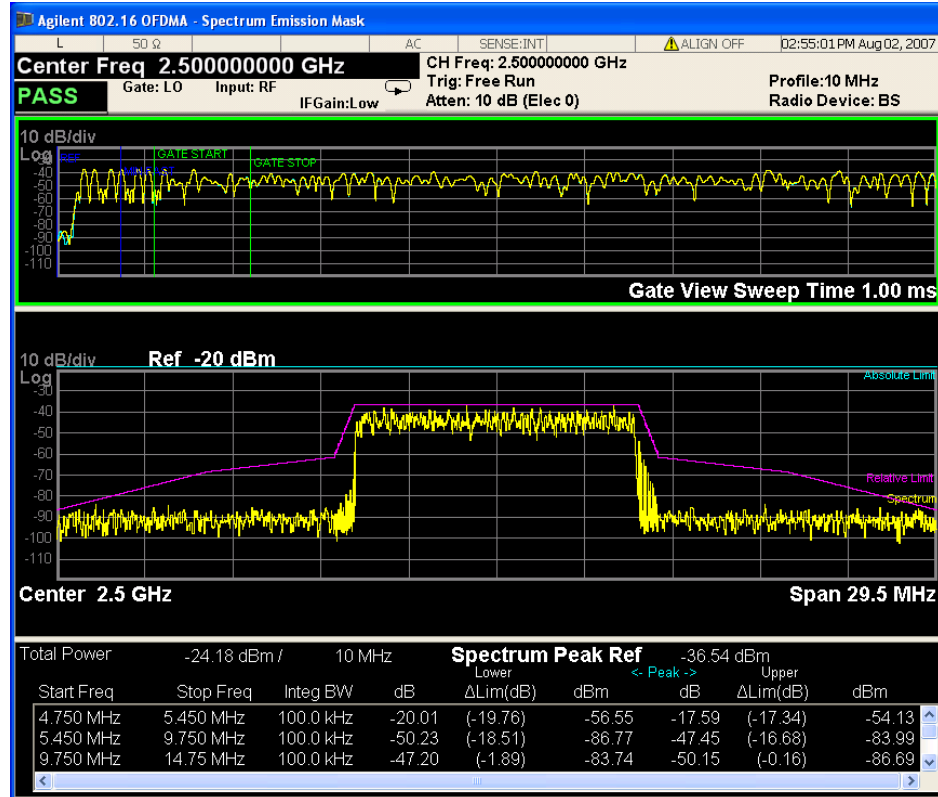 Agilent 802.16 OFDMA - Spectrum Emission Mask
L 50 Ω AC SENSE:INT ALIGN OFF 02:55:01 PM Aug 02, 2007
Center Freq 2.500000000 GHz
CH Freq: 2.500000000 GHz
PASS
Gate: LO Input: RF
IFGain:Low
Trig: Free Run
Atten: 10 dB (Elec 0)
Profile:10 MHz
Radio Device: BS
10 dB/div
Log
GATE START
GATE STOP
-30
-40
-50
-60
-70
-80
-90
-100
-110
Gate View Sweep Time 1.00 ms
10 dB/div Ref -20 dBm
Log
Absolute Limit
-30
-40
-50
-60
-70
Relative Limit
-80
Spectrum
-90
-100
-110
Center 2.5 GHz Span 29.5 MHz
Total Power -24.18 dBm / 10 MHz Spectrum Peak Ref -36.54 dBm
Lower <- Peak -> Upper
Start Freq Stop Freq Integ BW dB ΔLim(dB) dBm dB ΔLim(dB) dBm
4.750 MHz 5.450 MHz 100.0 kHz -20.01 (-19.76) -56.55 -17.59 (-17.34) -54.13
5.450 MHz 9.750 MHz 100.0 kHz -50.23 (-18.51) -86.77 -47.45 (-16.68) -83.99
9.750 MHz 14.75 MHz 100.0 kHz -47.20 (-1.89) -83.74 -50.15 (-0.16) -86.69